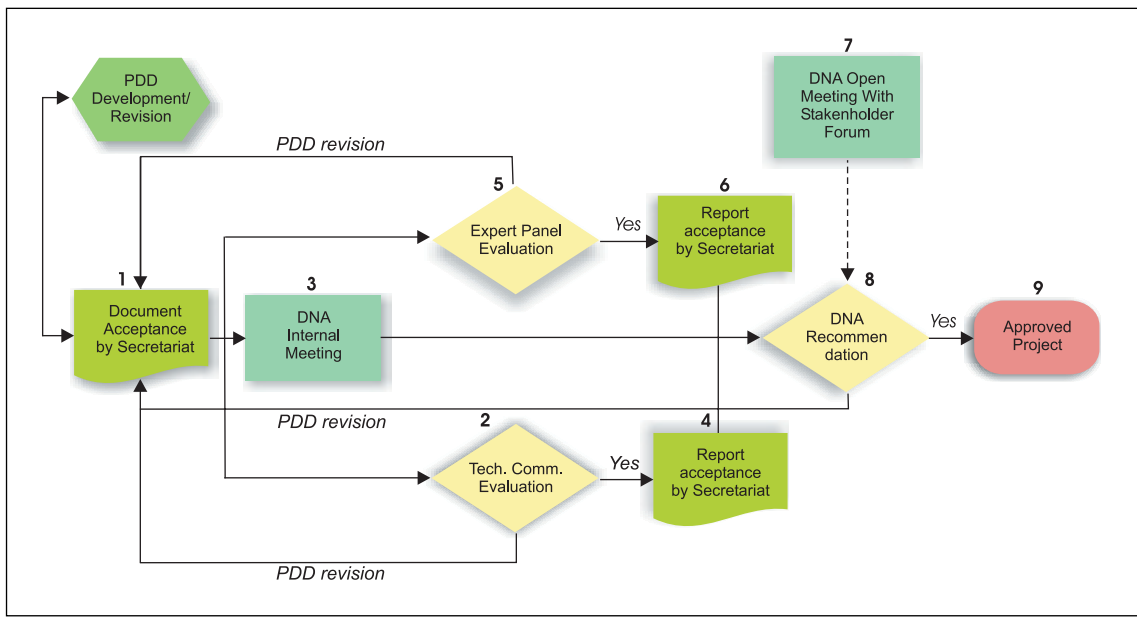 PDD
Development/
Revision
7
DNA Open
Meeting With
Stakenholder
Forum
PDD revision
5
Expert Panel
Evaluation
Yes
6
Report
acceptance
by Secretariat
1
Document
Acceptance
by Secretariat
3
DNA
Internal
Meeting
8
DNA
Recommen
dation
Yes
9
Approved
Project
PDD revision
2
Tech. Comm.
Evaluation
Yes
4
Report
acceptance
by Secretariat
PDD revision